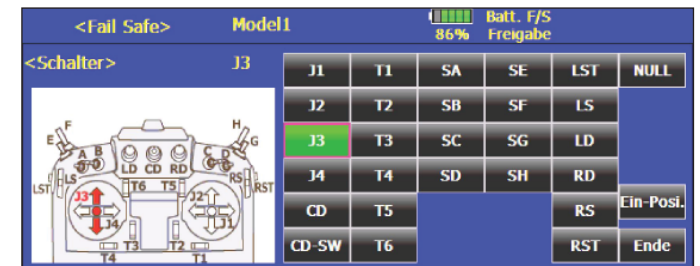 <Fail Safe> Model1 86% Batt. F/S Freigabe
<Schalter> J3
J1 T1 SA SE LST NULL
J2 T2 SB SF LS
J3 T3 SC SG LD
J4 T4 SD SH RD
CD T5 RS Ein-Posi.
CD-SW T6 RST Ende
F H
E G
A B C D
LD CD RD
LST LS T6 T5 RS RST
J3 J2
J4 J1
T3 T2
T4 T1